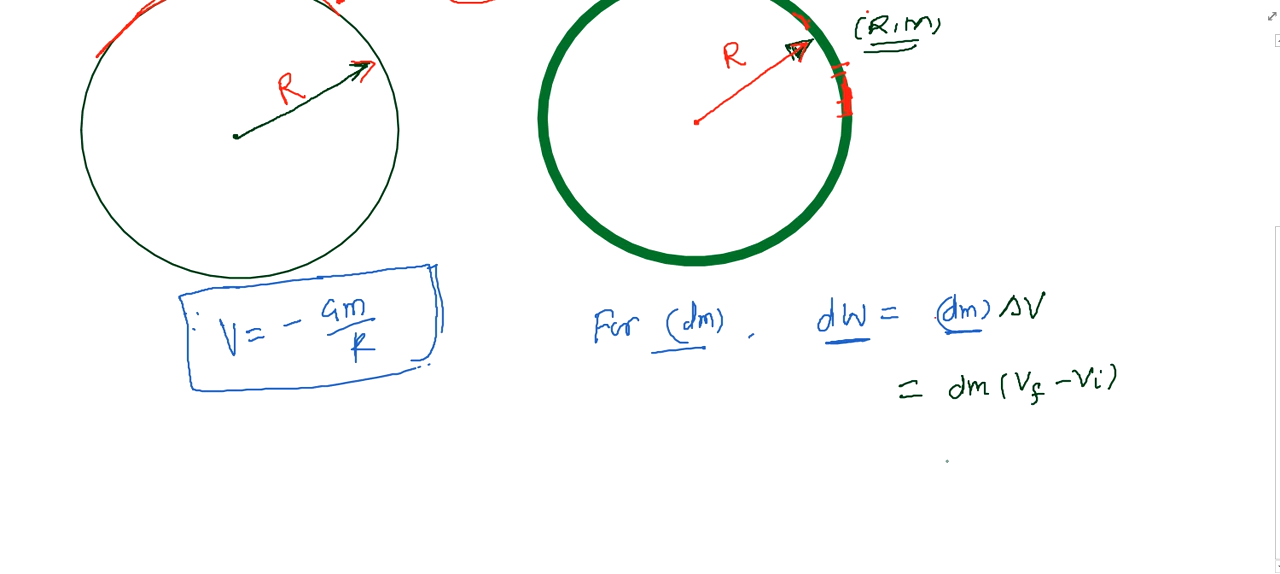 (R,m)
R
R
V = - Gm/R
For (dm). dW = (dm) ΔV
= dm (Vf - Vi)